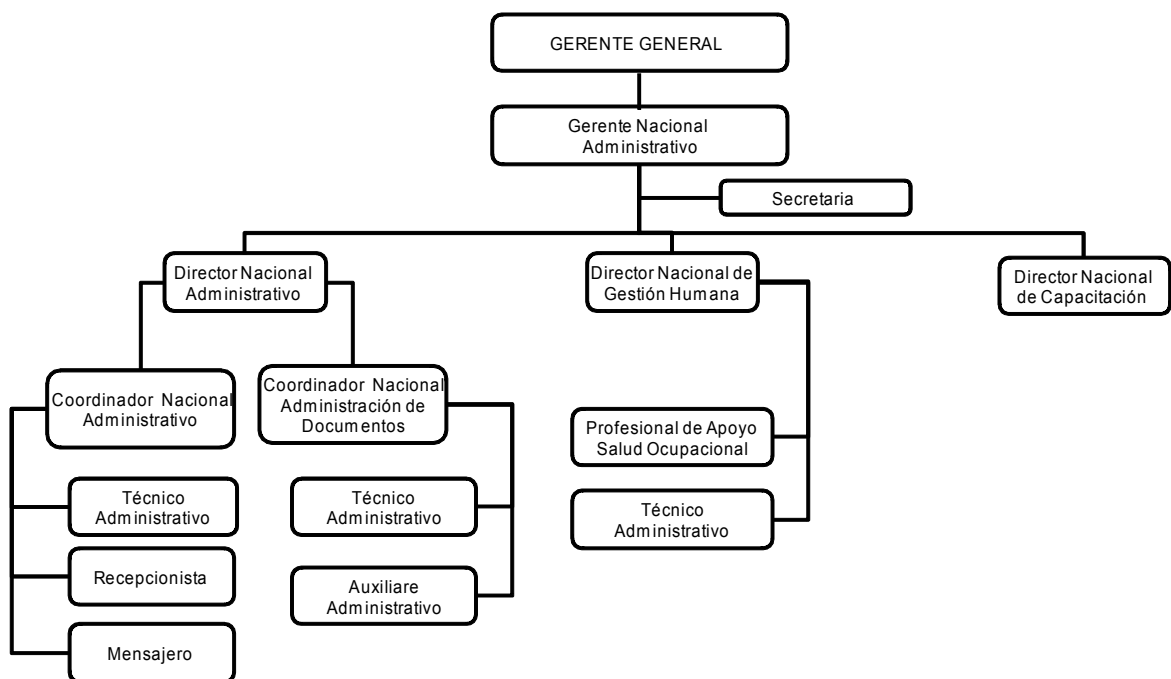 GERENTE GENERAL
Gerente Nacional
Administrativo
Secretaria
Director Nacional
Administrativo
Director Nacional de
Gestión Humana
Director Nacional
de Capacitación
Coordinador Nacional
Administrativo
Coordinador Nacional
Administración de
Documentos
Profesional de Apoyo
Salud Ocupacional
Técnico
Administrativo
Técnico
Administrativo
Técnico
Administrativo
Recepcionista
Auxiliare
Administrativo
Mensajero